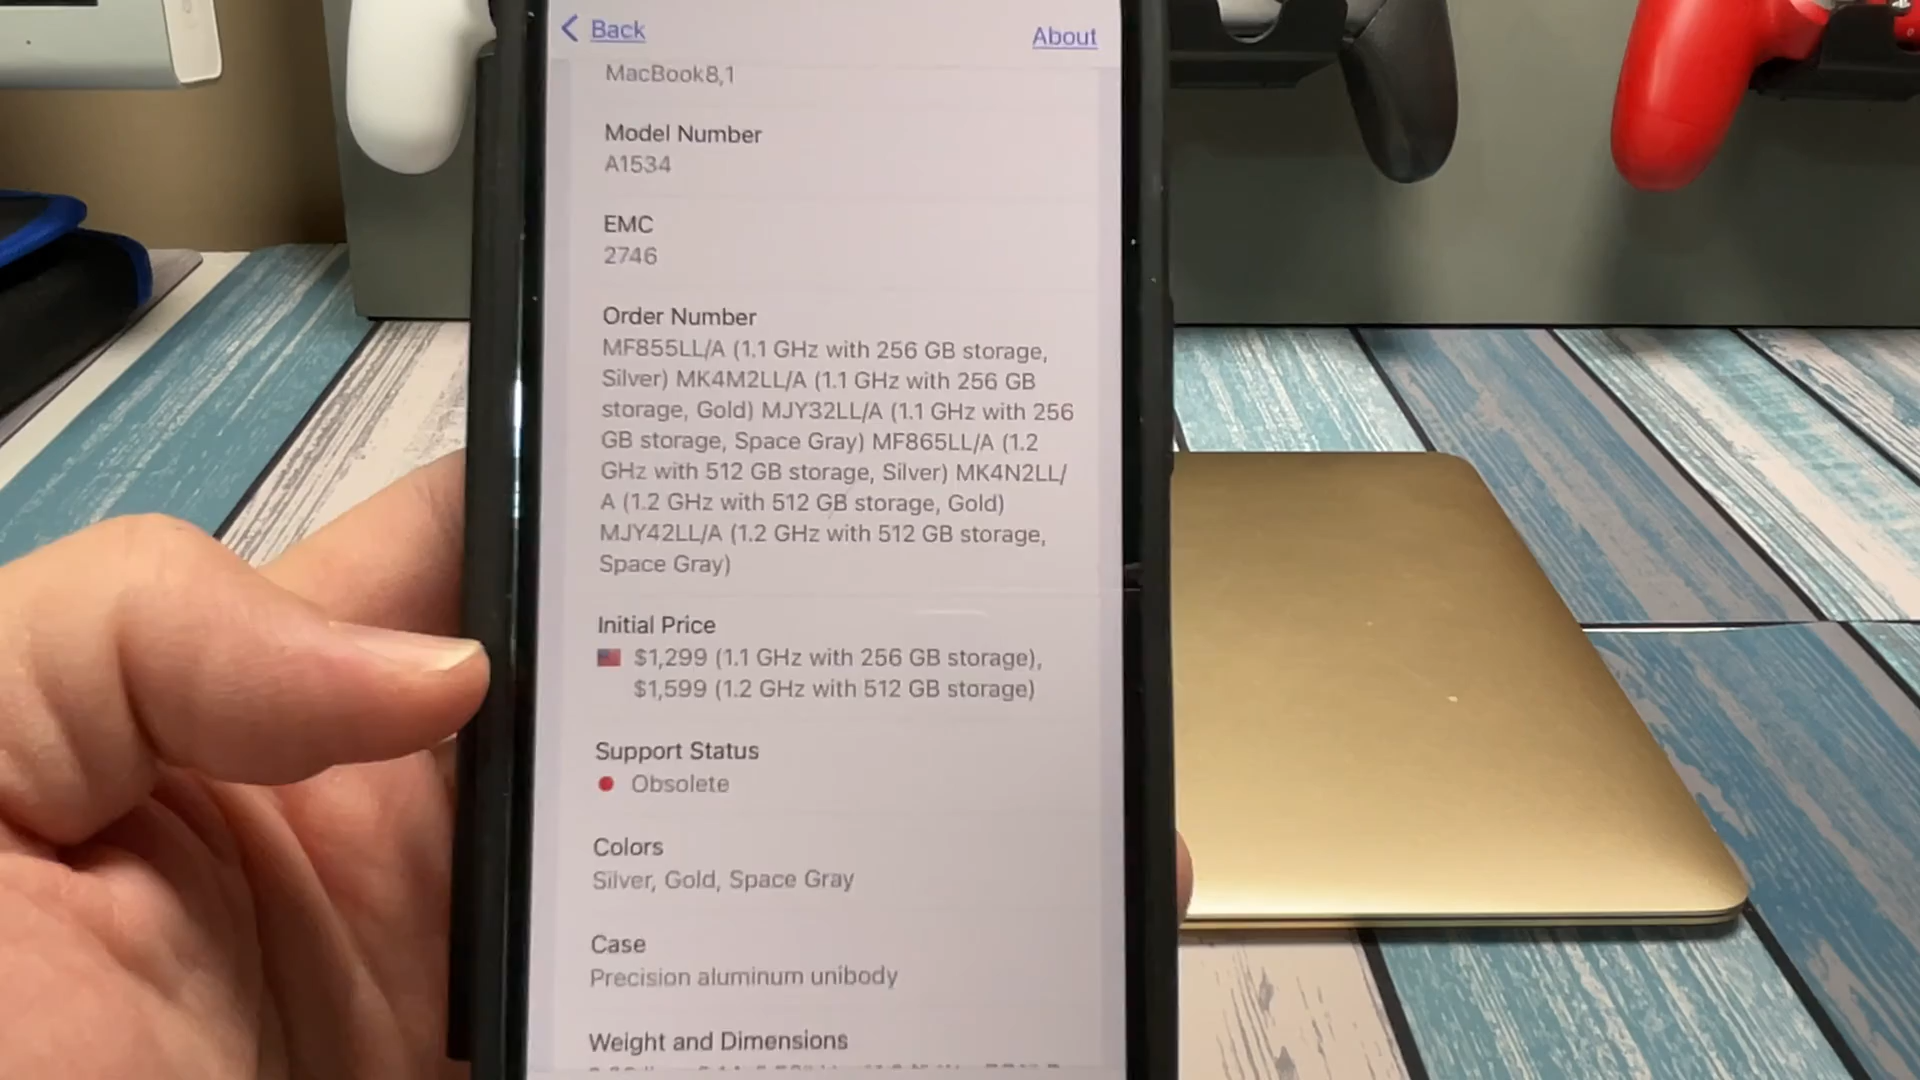 Back
About
MacBook8,1
Model Number
A1534
EMC
2746
Order Number
MF855LL/A (1.1 GHz with 256 GB storage,
Silver) MK4M2LL/A (1.1 GHz with 256 GB
storage, Gold) MJY32LL/A (1.1 GHz with 256
GB storage, Space Gray) MF865LL/A (1.2
GHz with 512 GB storage, Silver) MK4N2LL/
A (1.2 GHz with 512 GB storage, Gold)
MJY42LL/A (1.2 GHz with 512 GB storage,
Space Gray)
Initial Price
$1,299 (1.1 GHz with 256 GB storage),
$1,599 (1.2 GHz with 512 GB storage)
Support Status
Obsolete
Colors
Silver, Gold, Space Gray
Case
Precision aluminum unibody
Weight and Dimensions